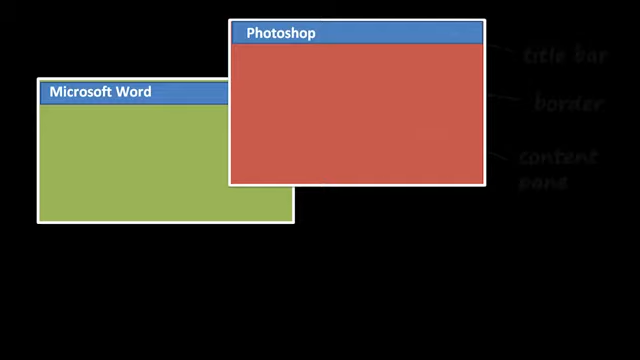 Photoshop
title bar
Microsoft Word
border
content
pane